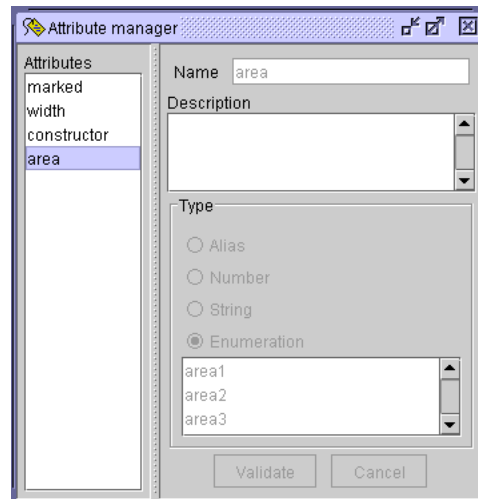 Attribute manager
Attributes
marked
width
constructor
area
Name area
Description
Type
Alias
Number
String
Enumeration
area1
area2
area3
Validate Cancel